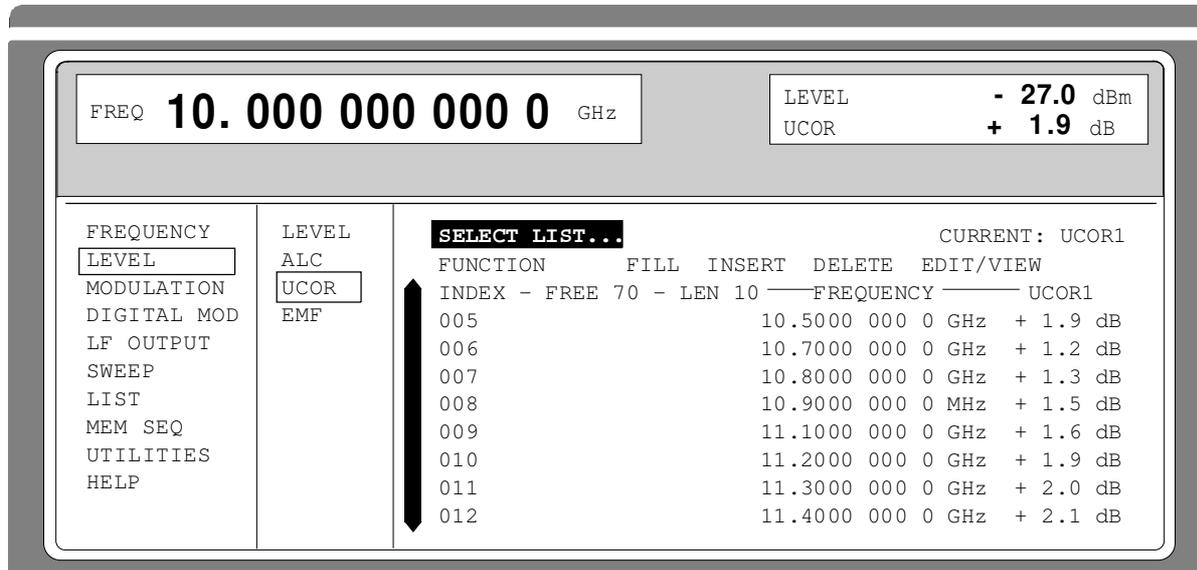 FREQ 10. 000 000 000 0 GHz
LEVEL - 27.0 dBm
UCOR + 1.9 dB
FREQUENCY
LEVEL
MODULATION
DIGITAL MOD
LF OUTPUT
SWEEP
LIST
MEM SEQ
UTILITIES
HELP
LEVEL
ALC
UCOR
EMF
SELECT LIST... CURRENT: UCOR1
FUNCTION FILL INSERT DELETE EDIT/VIEW
INDEX – FREE 70 – LEN 10 FREQUENCY UCOR1
005 10.5000 000 0 GHz + 1.9 dB
006 10.7000 000 0 GHz + 1.2 dB
007 10.8000 000 0 GHz + 1.3 dB
008 10.9000 000 0 MHz + 1.5 dB
009 11.1000 000 0 GHz + 1.6 dB
010 11.2000 000 0 GHz + 1.9 dB
011 11.3000 000 0 GHz + 2.0 dB
012 11.4000 000 0 GHz + 2.1 dB